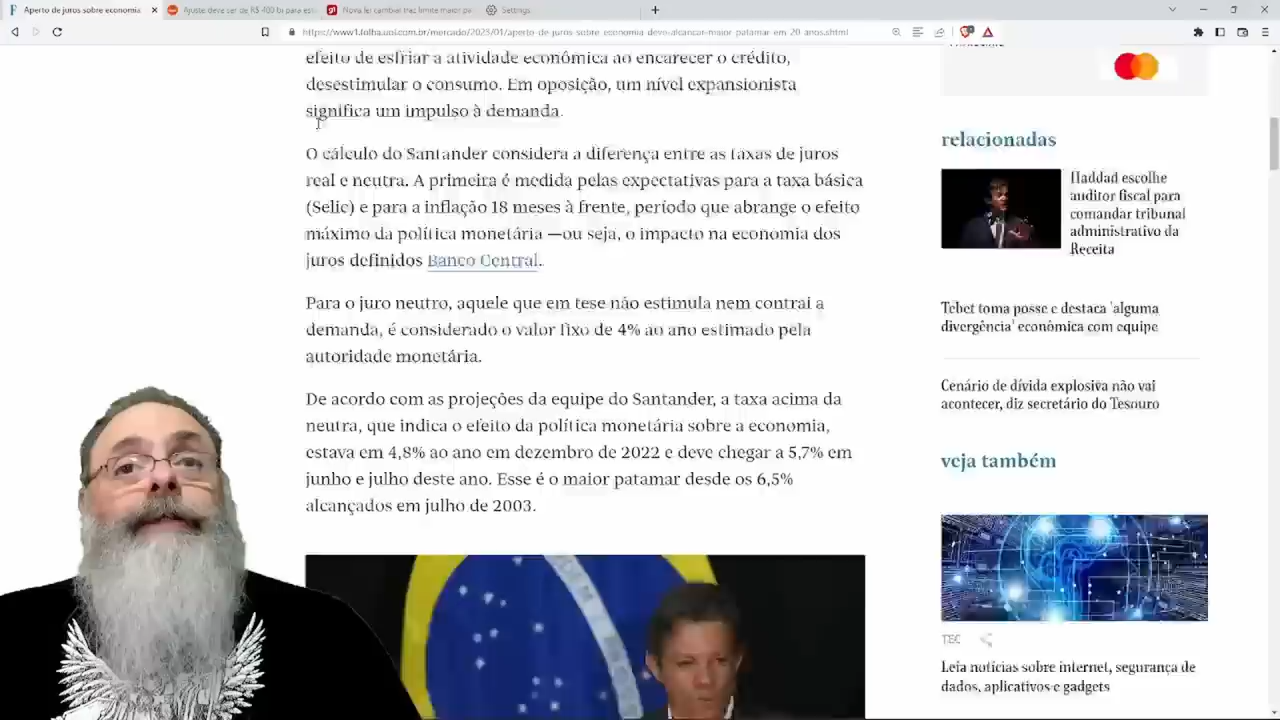 Aperto de juros sobre economia
Ajuste deve ser de R$ 400 bi para est
Nova lei cambial traz limite maior pa
Settings
https://www1.folha.uol.com.br/mercado/2023/01/aperto-de-juros-sobre-economia-deve-alcancar-maior-patamar-em-20-anos.shtml
efeito de esfriar a atividade econômica ao encarecer o crédito,
desestimular o consumo. Em oposição, um nível expansionista
significa um impulso à demanda.
O cálculo do Santander considera a diferença entre as taxas de juros
real e neutra. A primeira é medida pelas expectativas para a taxa básica
(Selic) e para a inflação 18 meses à frente, período que abrange o efeito
máximo da política monetária —ou seja, o impacto na economia dos
juros definidos Banco Central.
Para o juro neutro, aquele que em tese não estimula nem contrai a
demanda, é considerado o valor fixo de 4% ao ano estimado pela
autoridade monetária.
De acordo com as projeções da equipe do Santander, a taxa acima da
neutra, que indica o efeito da política monetária sobre a economia,
estava em 4,8% ao ano em dezembro de 2022 e deve chegar a 5,7% em
junho e julho deste ano. Esse é o maior patamar desde os 6,5%
alcançados em julho de 2003.
relacionadas
Haddad escolhe
auditor fiscal para
comandar tribunal
administrativo da
Receita
Tebet toma posse e destaca 'alguma
divergência' econômica com equipe
Cenário de dívida explosiva não vai
acontecer, diz secretário do Tesouro
veja também
TEC
Leia notícias sobre internet, segurança de
dados, aplicativos e gadgets